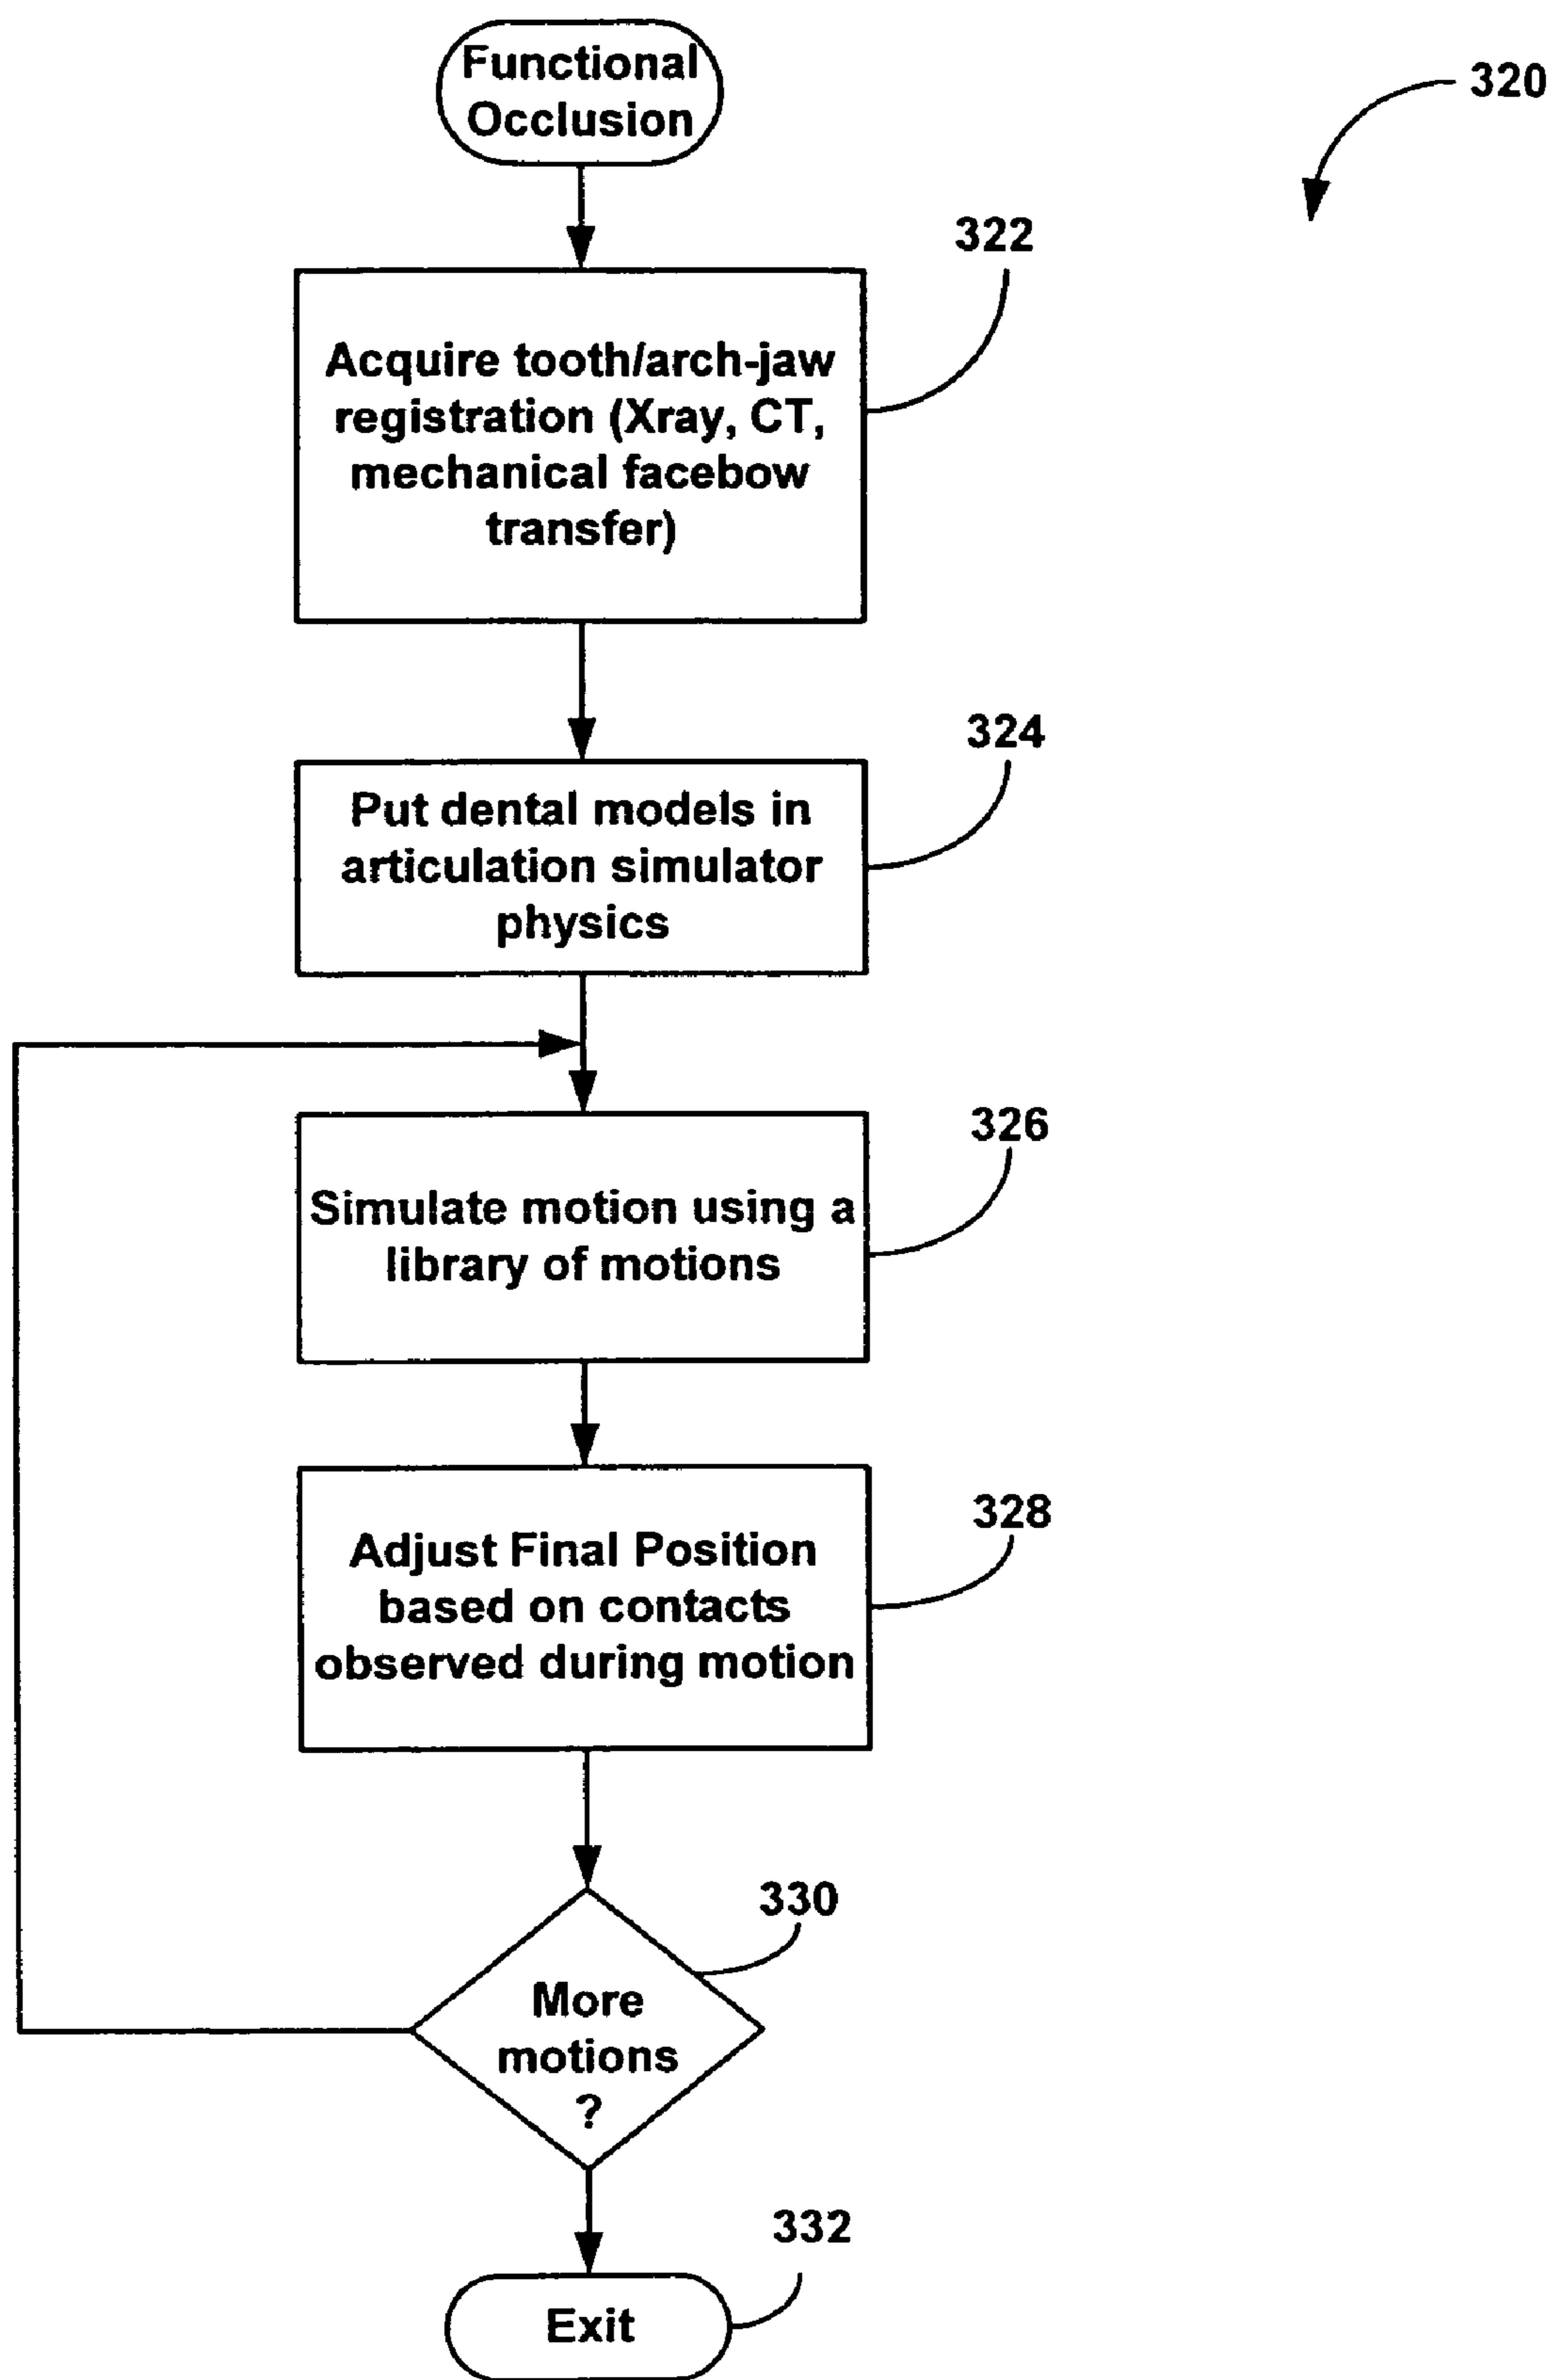 Functional
Occlusion
320
322
Acquire tooth/arch-jaw
registration (Xray, CT,
mechanical facebow
transfer)
324
Put dental models in
articulation simulator
physics
326
Simulate motion using a
library of motions
328
Adjust Final Position
based on contacts
observed during motion
330
More
motions
?
332
Exit